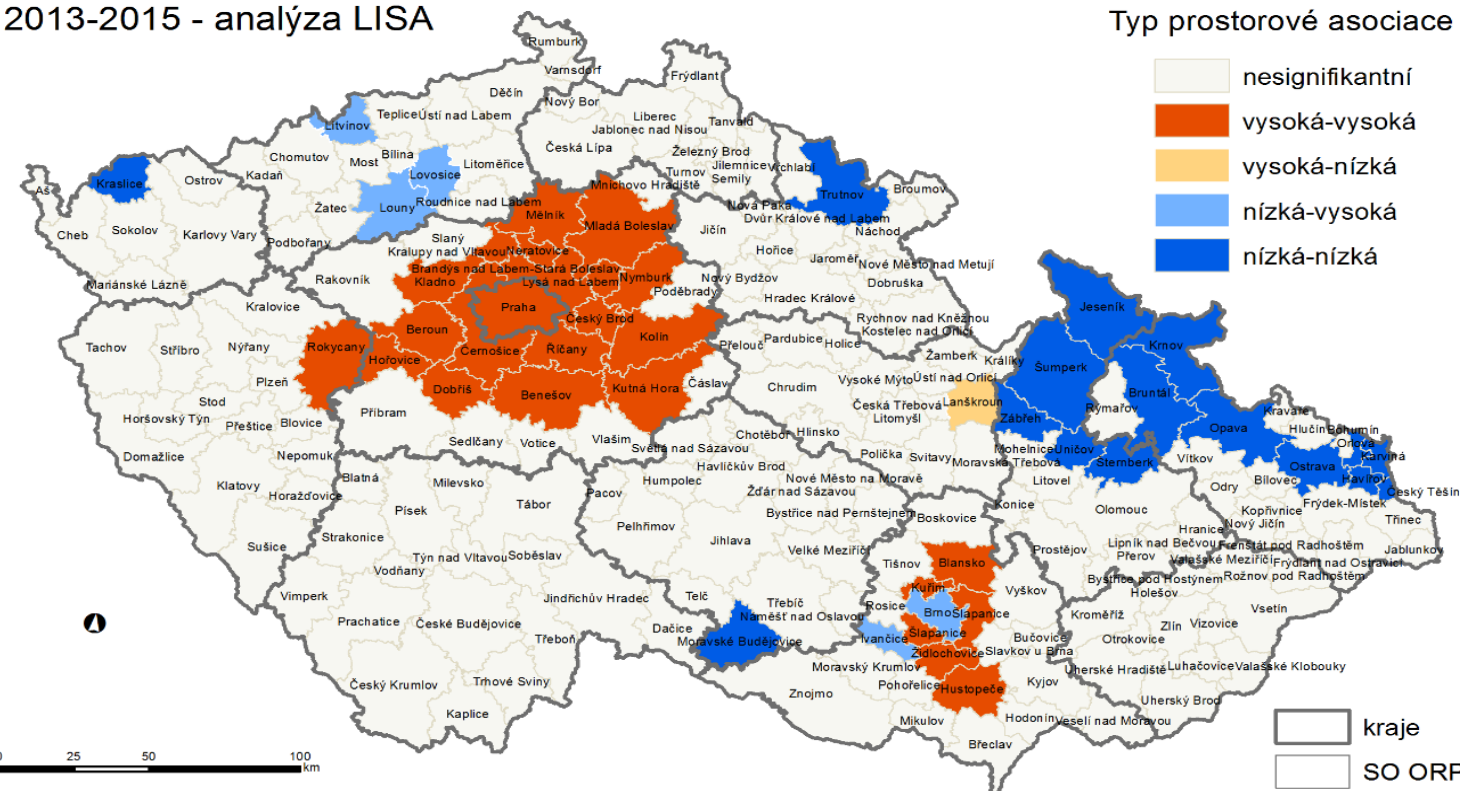 2013-2015 - analýza LISA
Typ prostorové asociace
nesignifikantní
vysoká-vysoká
vysoká-nízká
nízká-vysoká
nízká-nízká
Rumburk
Varnsdorf
Frýdlant
Děčín
Nový Bor
Teplice
Ústí nad Labem
Liberec
Tanvald
Litvínov
Jablonec nad Nisou
Česká Lípa
Železný Brod
Chomutov
Most
Bílina
Litoměřice
Turnov
Jilemnice
Semily
Vrchlabí
Kadaň
Lovosice
Mnichovo Hradiště
Trutnov
Broumov
Aš
Kraslice
Ostrov
Žatec
Louny
Roudnice nad Labem
Mělník
Mladá Boleslav
Nová Paka
Dvůr Králové nad Labem
Náchod
Cheb
Sokolov
Karlovy Vary
Podbořany
Slaný
Kralupy nad Vltavou
Neratovice
Jičín
Hořice
Jaroměř
Nové Město nad Metují
Mariánské Lázně
Rakovník
Brandýs nad Labem-Stará Boleslav
Kladno
Lysá nad Labem
Nymburk
Poděbrady
Nový Bydžov
Dobruška
Kralovice
Praha
Hradec Králové
Jeseník
Tachov
Stříbro
Nýřany
Rokycany
Beroun
Hořovice
Český Brod
Kolín
Rychnov nad Kněžnou
Kostelec nad Orlicí
Černošice
Říčany
Přelouč
Pardubice
Holice
Žamberk
Králíky
Šumperk
Krnov
Plzeň
Dobříš
Benešov
Kutná Hora
Čáslav
Chrudim
Vysoké Mýto
Ústí nad Orlicí
Lanškroun
Bruntál
Rýmařov
Stod
Horšovský Týn
Přeštice
Blovice
Příbram
Česká Třebová
Litomyšl
Zábřeh
Opava
Kravaře
Hlučín
Bohumín
Orlová
Karviná
Domažlice
Nepomuk
Sedlčany
Votice
Vlašim
Světlá nad Sázavou
Chotěboř
Hlinsko
Polička
Svitavy
Moravská Třebová
Mohelnice
Uničov
Šternberk
Vítkov
Ostrava
Havířov
Český Těšín
Klatovy
Horažďovice
Blatná
Milevsko
Tábor
Pacov
Humpolec
Havlíčkův Brod
Nové Město na Moravě
Žďár nad Sázavou
Litovel
Odry
Bílovec
Frýdek-Místek
Písek
Pelhřimov
Bystřice nad Pernštejnem
Boskovice
Konice
Olomouc
Kopřivnice
Nový Jičín
Třinec
Sušice
Strakonice
Týn nad Vltavou
Soběslav
Jihlava
Velké Meziříčí
Prostějov
Hranice
Lipník nad Bečvou
Přerov
Frenštát pod Radhoštěm
Valašské Meziříčí
Frýdlant nad Ostravicí
Jablunkov
Vodňany
Tišnov
Blansko
Bystřice pod Hostýnem
Rožnov pod Radhoštěm
Holešov
Vimperk
Jindřichův Hradec
Telč
Třebíč
Náměšť nad Oslavou
Rosice
Kuřim
Brno
Šlapanice
Vyškov
Kroměříž
Vsetín
Prachatice
České Budějovice
Třeboň
Dačice
Moravské Budějovice
Ivančice
Šlapanice
Bučovice
Slavkov u Brna
Otrokovice
Zlín
Vizovice
Židlochovice
Moravský Krumlov
Uherské Hradiště
Luhačovice
Valašské Klobouky
Český Krumlov
Trhové Sviny
Znojmo
Pohořelice
Hustopeče
Kyjov
Uherský Brod
Kaplice
Mikulov
Hodonín
Veselí nad Moravou
Břeclav
kraje
SO ORP
0 25 50 100
km